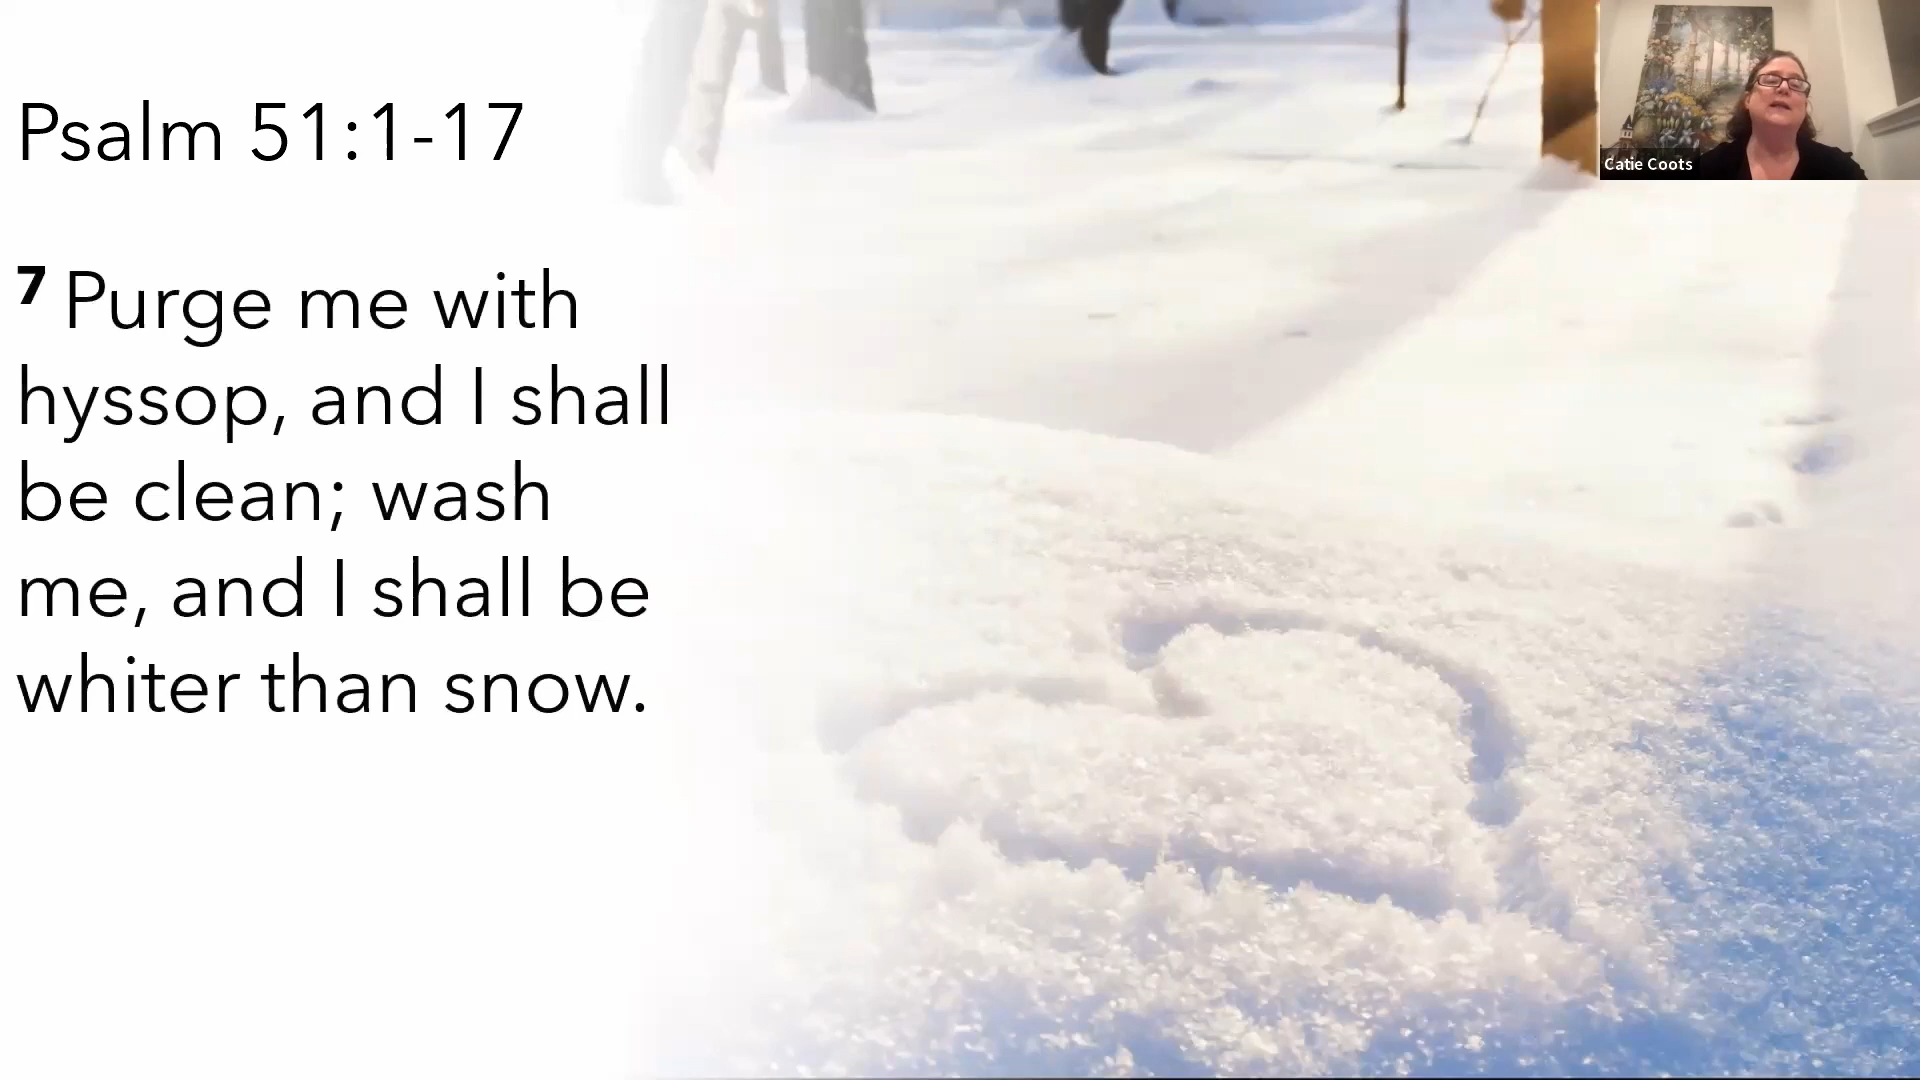 Psalm 51:1-17
Catie Coots
7 Purge me with
hyssop, and I shall
be clean; wash
me, and I shall be
whiter than snow.